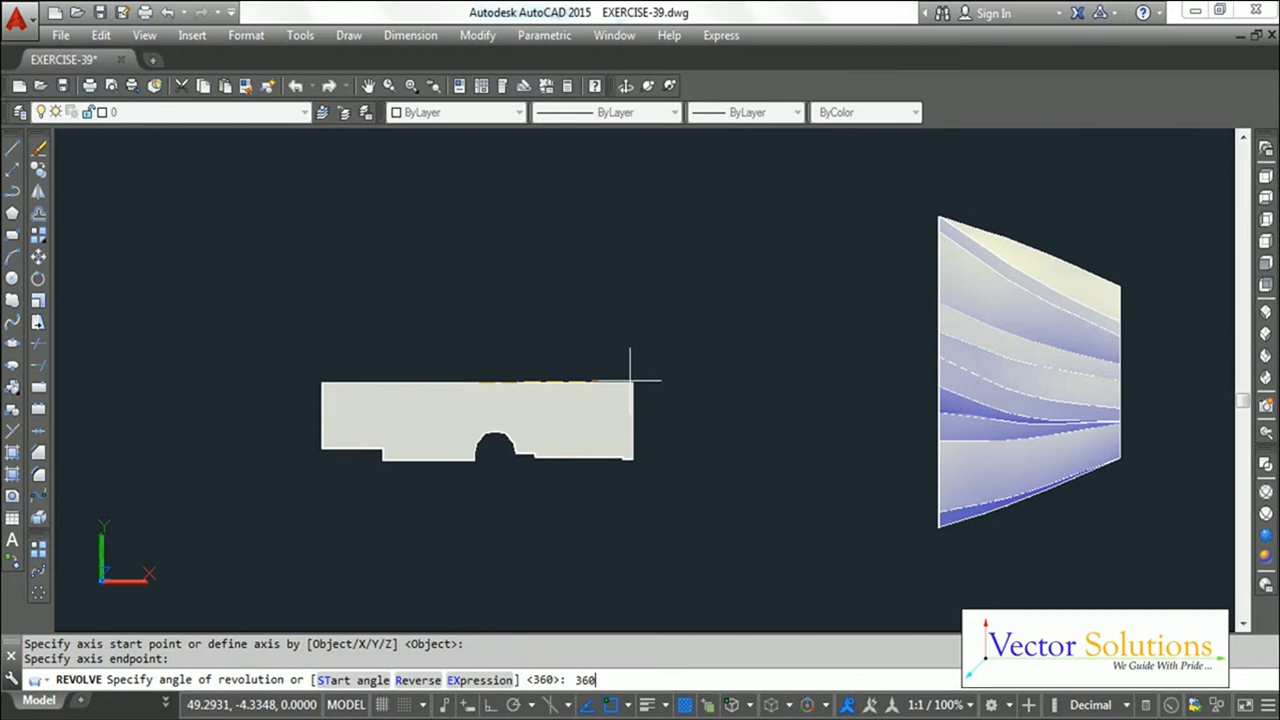 Autodesk AutoCAD 2015 EXERCISE-39.dwg
Sign In
File Edit View Insert Format Tools Draw Dimension Modify Parametric Window Help Express
EXERCISE-39*
0
ByLayer
ByLayer
ByLayer
ByColor
Y
X
Specify axis start point or define axis by [Object/X/Y/Z] <Object>:
Specify axis endpoint:
REVOLVE Specify angle of revolution or [STart angle Reverse EXpression] <360>: 360
Vector Solutions
We Guide With Pride...
Model
49.2931, -4.3348, 0.0000 MODEL
1:1 / 100%
Decimal